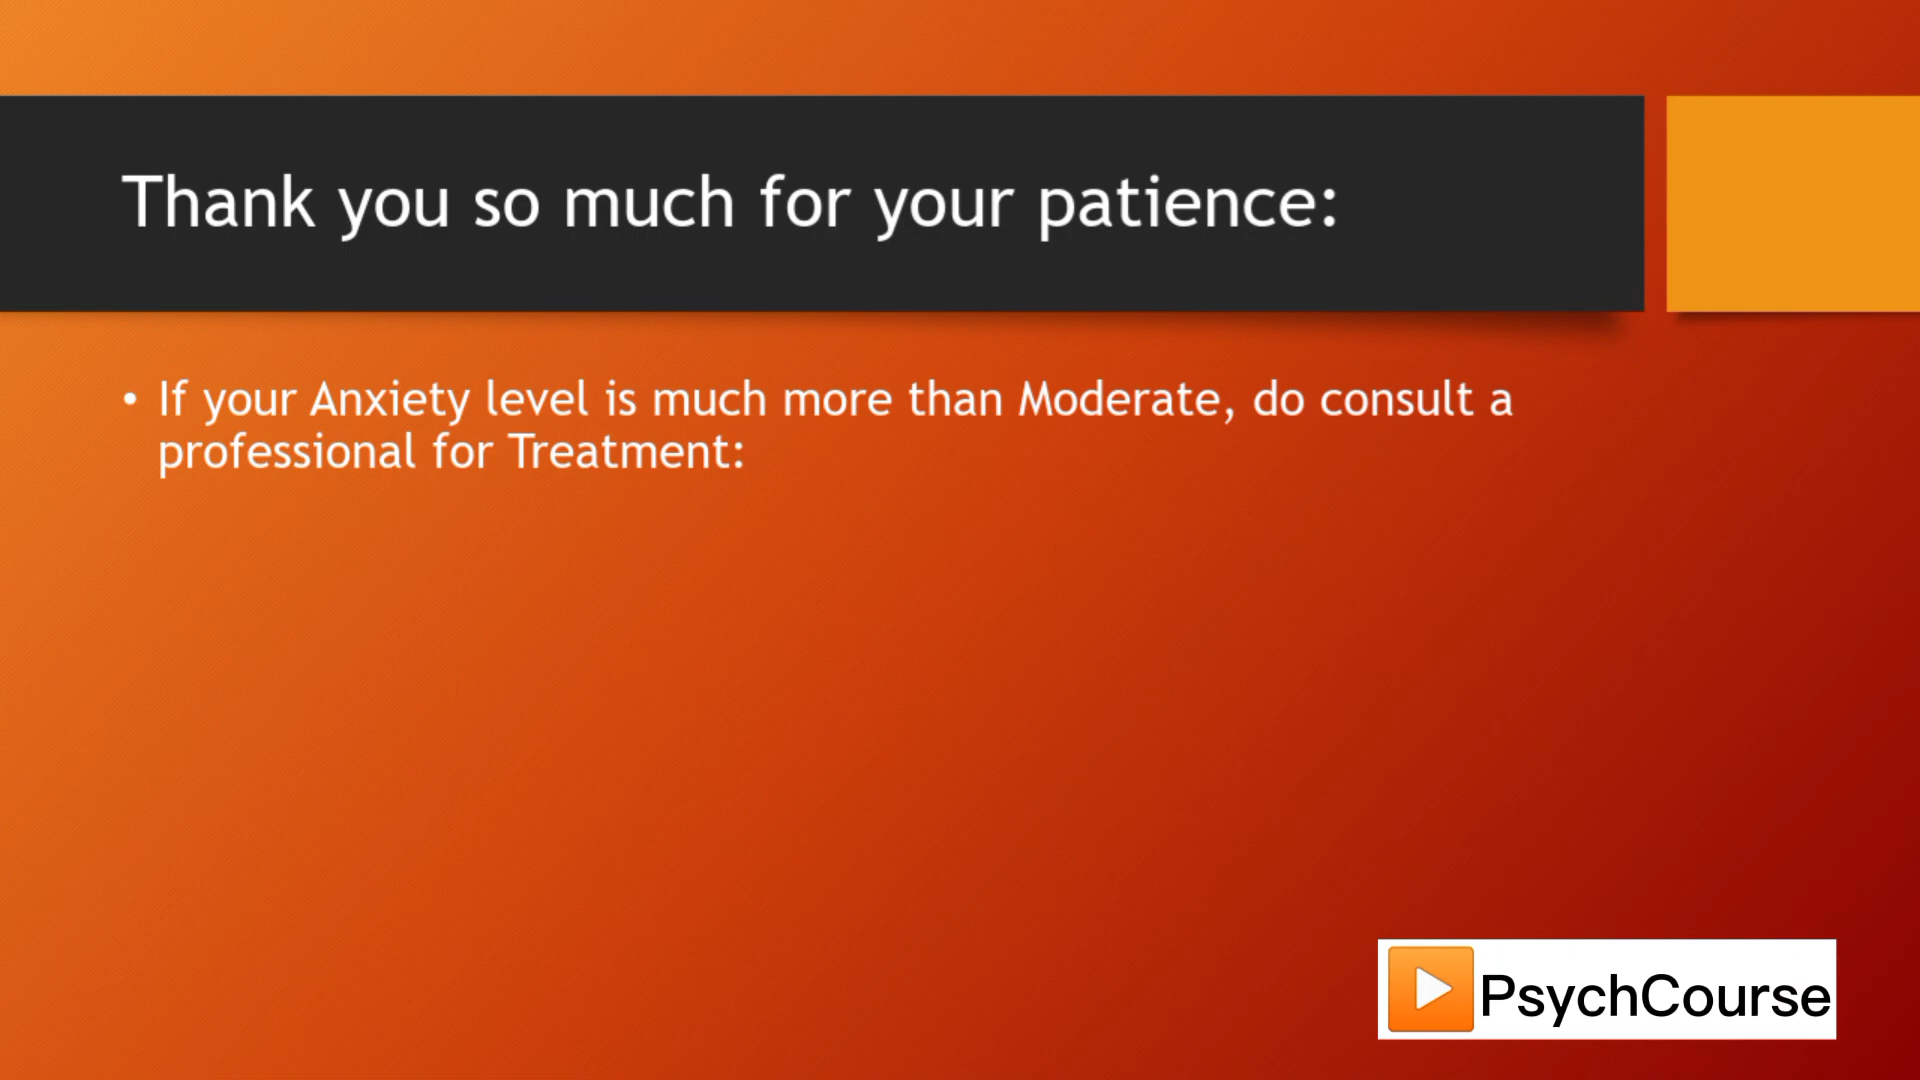 Thank you so much for your patience:
• If your Anxiety level is much more than Moderate, do consult a
professional for Treatment:
PsychCourse